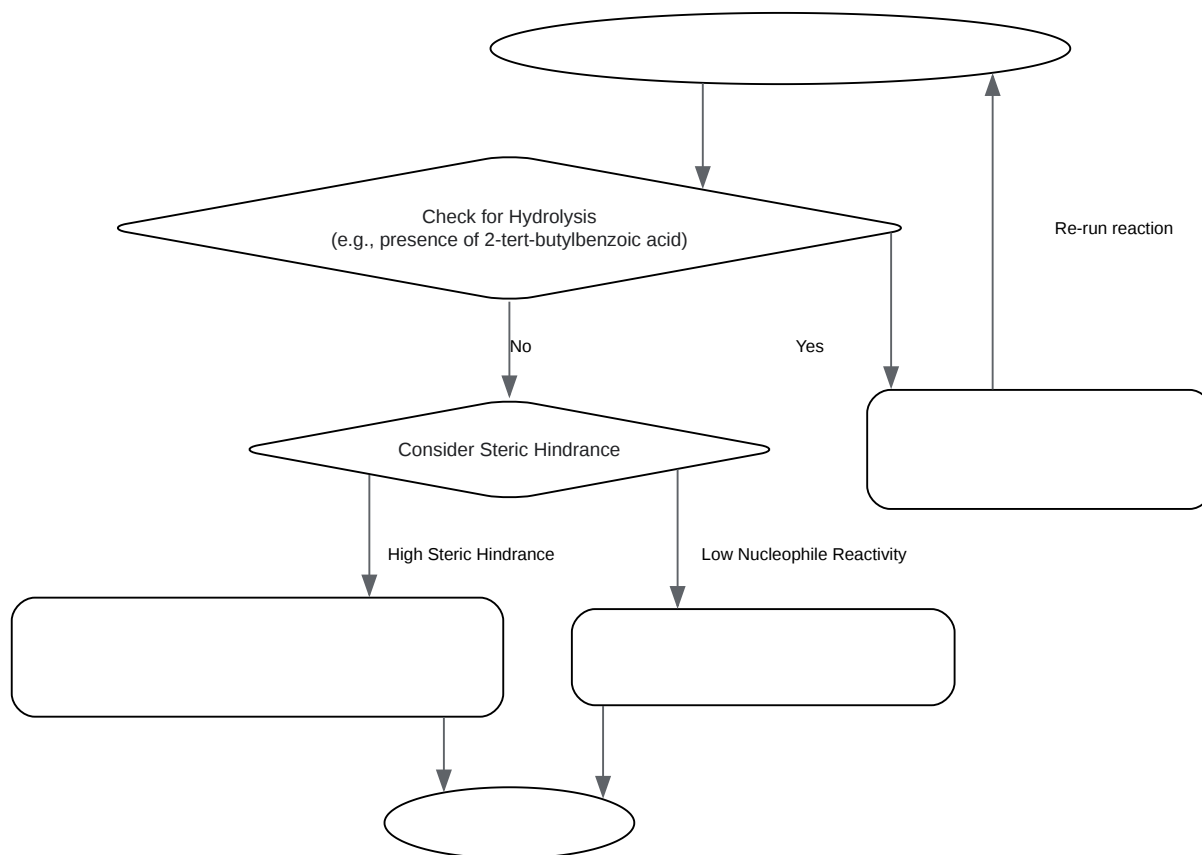 Check for Hydrolysis
(e.g., presence of 2-tert-butylbenzoic acid)
Re-run reaction
No
Yes
Consider Steric Hindrance
High Steric Hindrance
Low Nucleophile Reactivity